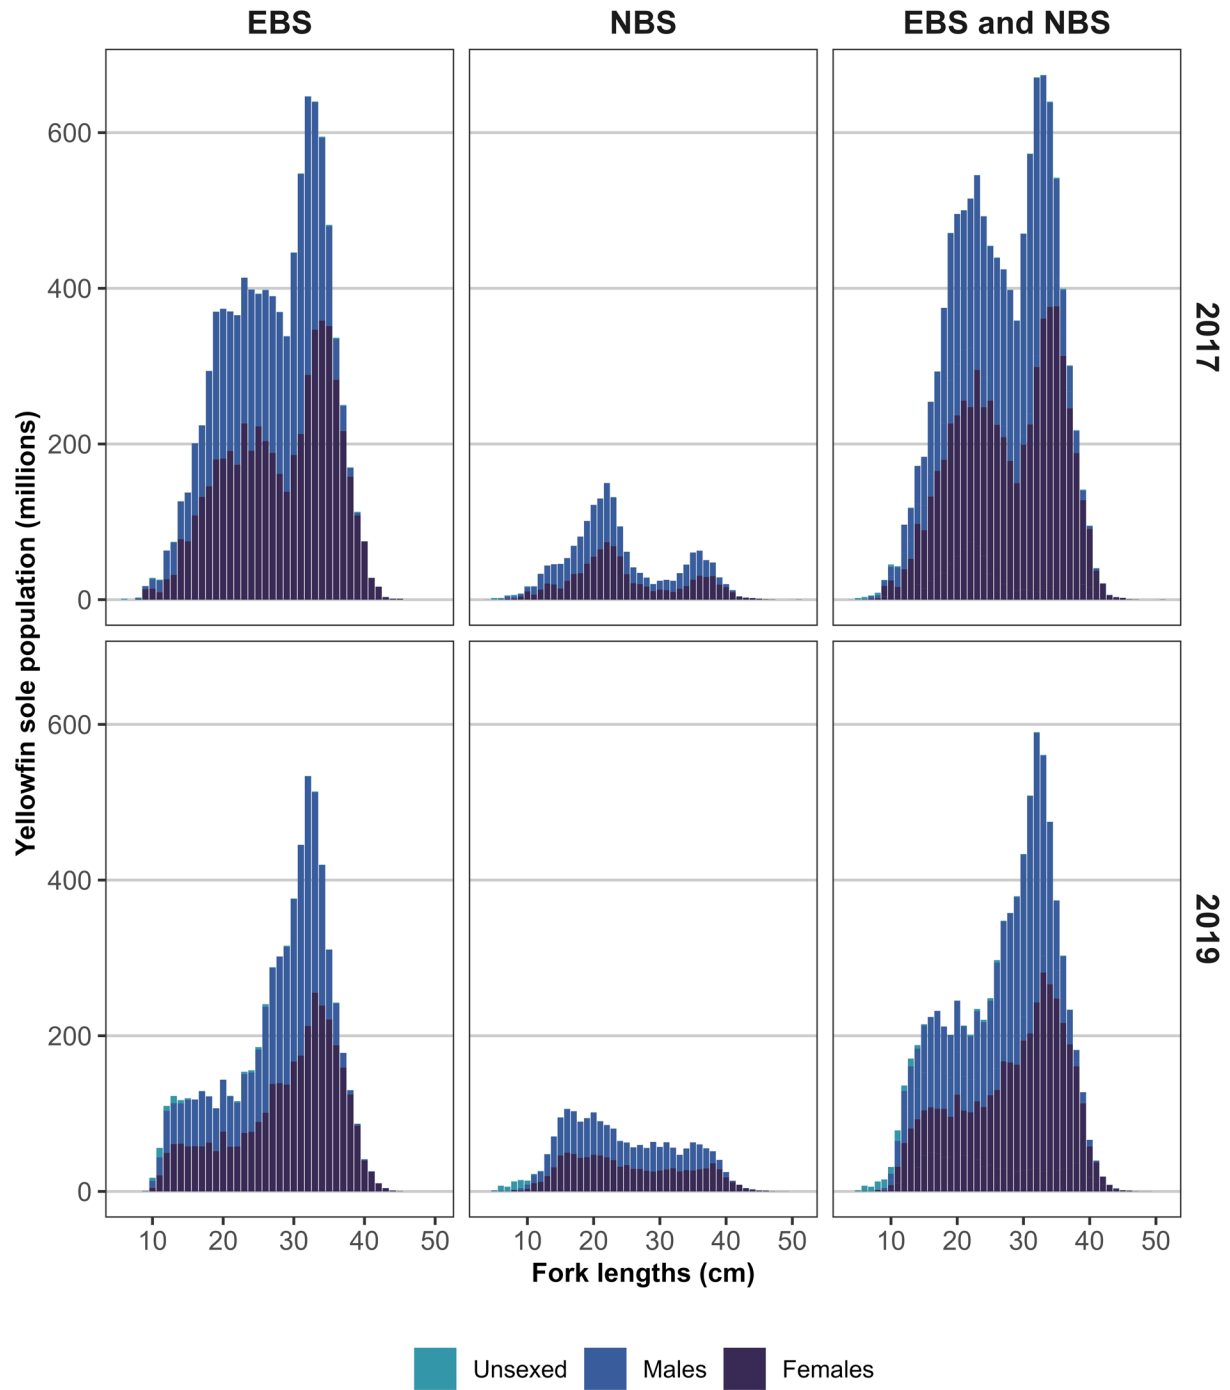 EBS NBS EBS and NBS
Yellowfin sole population (millions)
600
400
200
0
2017
600
400
200
0
2019
10 20 30 40 50 10 20 30 40 50 10 20 30 40 50
Fork lengths (cm)
Unsexed Males Females